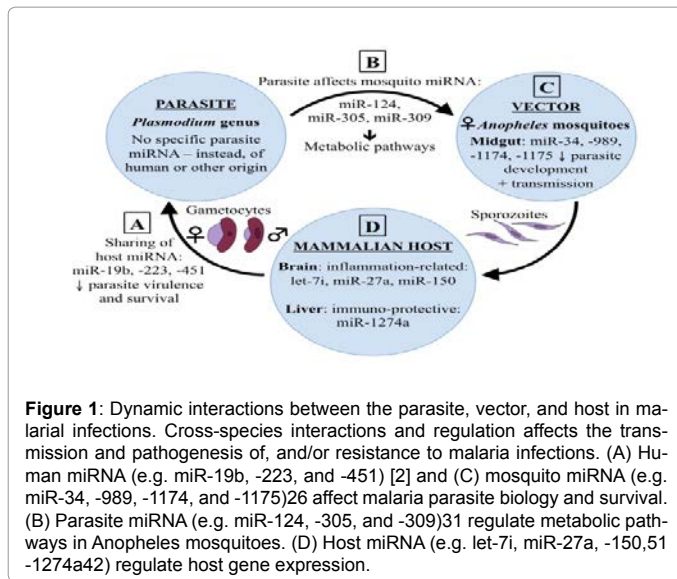 B
Parasite affects mosquito miRNA:
miR-124,
miR-305, miR-309
Metabolic pathways
PARASITE
Plasmodium genus
No specific parasite
miRNA – instead, of
human or other origin
C
VECTOR
♀Anopheles mosquitoes
Midgut: miR-34, -989,
-1174, -1175 ↓ parasite
development
+ transmission
A
Sharing of
host miRNA:
miR-19b, -223, -451
↓ parasite virulence
and survival
Gametocytes
♀ ♂
D
MAMMALIAN HOST
Brain: inflammation-related:
let-7i, miR-27a, miR-150
Liver: immuno-protective:
miR-1274a
Sporozoites
Figure 1: Dynamic interactions between the parasite, vector, and host in ma-
larial infections. Cross-species interactions and regulation affects the trans-
mission and pathogenesis of, and/or resistance to malaria infections. (A) Hu-
man miRNA (e.g. miR-19b, -223, and -451) [2] and (C) mosquito miRNA (e.g.
miR-34, -989, -1174, and -1175)26 affect malaria parasite biology and survival.
(B) Parasite miRNA (e.g. miR-124, -305, and -309)31 regulate metabolic path-
ways in Anopheles mosquitoes. (D) Host miRNA (e.g. let-7i, miR-27a, -150,51
-1274a42) regulate host gene expression.